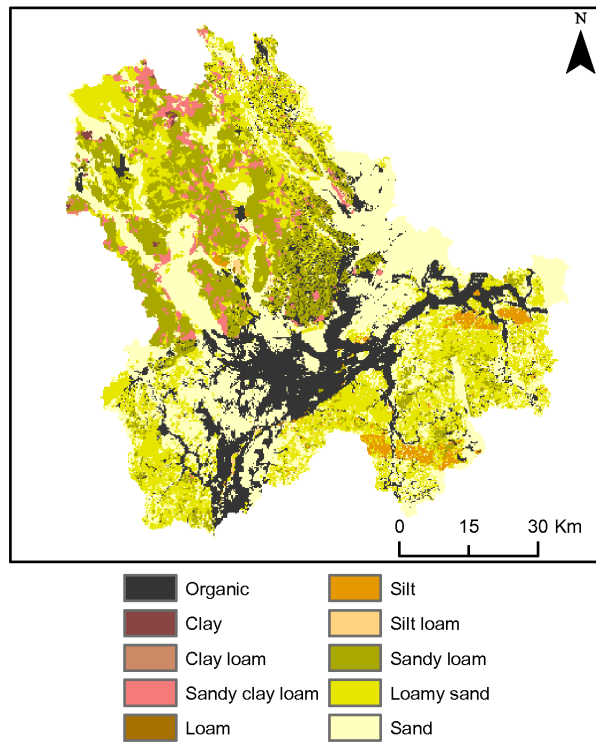 N
0 15 30 Km
Organic
Clay
Clay loam
Sandy clay loam
Loam
Silt
Silt loam
Sandy loam
Loamy sand
Sand